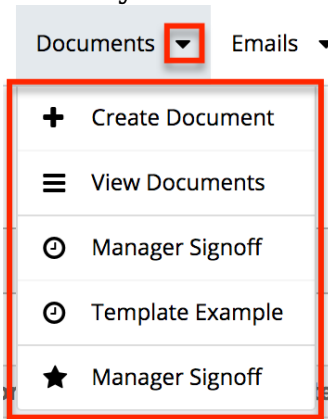 Documents Emails
Create Document
View Documents
Manager Signoff
Template Example
Manager Signoff